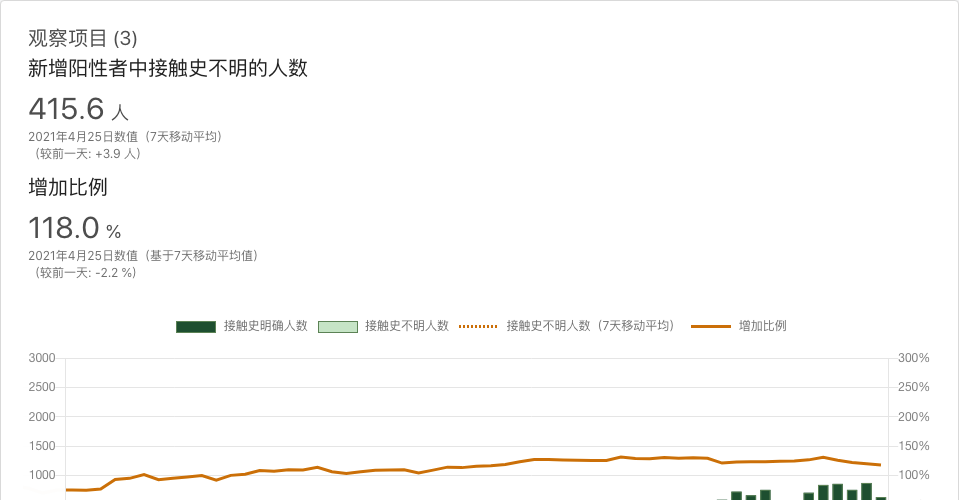 观察项目 (3)
新增阳性者中接触史不明的人数
415.6 人
2021年4月25日数值（7天移动平均）
（较前一天: +3.9 人）
增加比例
118.0 %
2021年4月25日数值（基于7天移动平均值）
（较前一天: -2.2 %）
接触史明确人数 接触史不明人数 接触史不明人数（7天移动平均） 增加比例
3000 300%
2500 250%
2000 200%
1500 150%
1000 100%